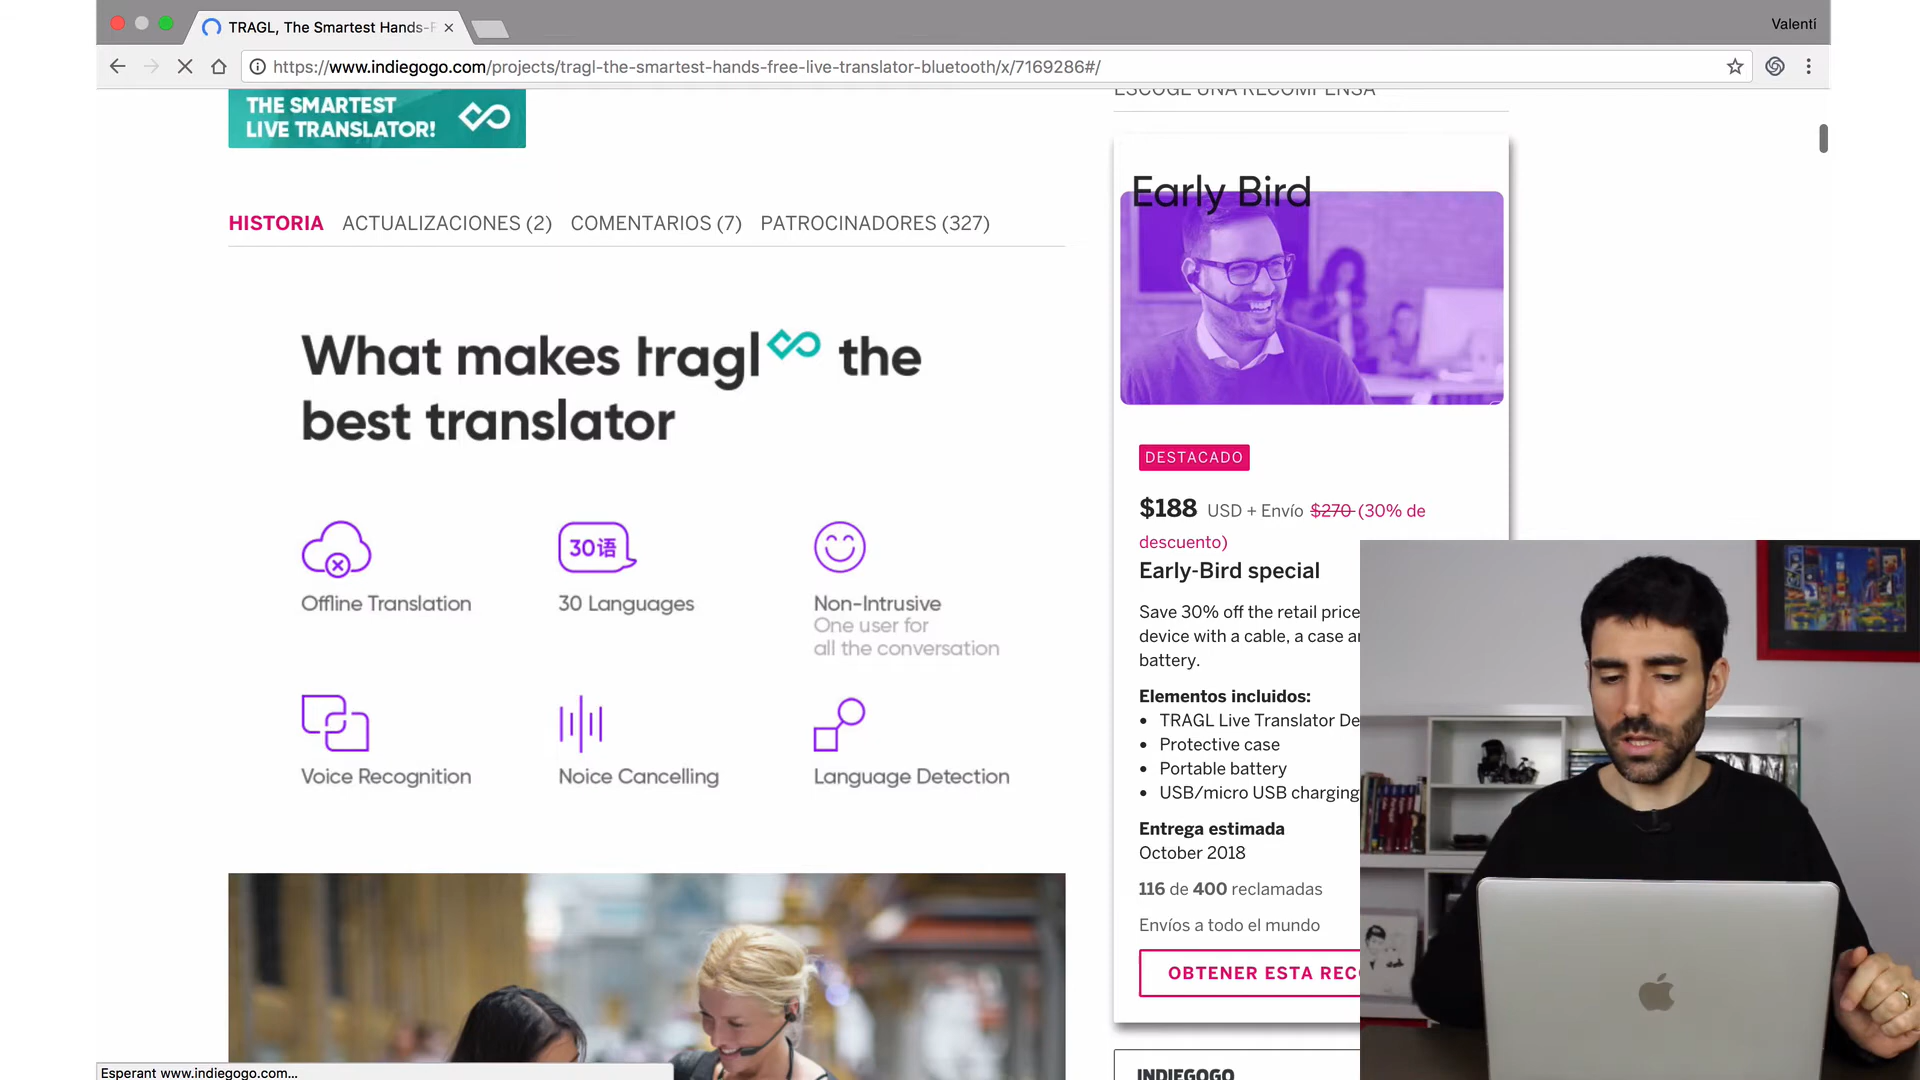 TRAGL, The Smartest Hands-F
Valentí
https://www.indiegogo.com/projects/tragl-the-smartest-hands-free-live-translator-bluetooth/x/7169286#/
THE SMARTEST
LIVE TRANSLATOR!
ESCOGE UNA RECOMPENSA
HISTORIA ACTUALIZACIONES (2) COMENTARIOS (7) PATROCINADORES (327)
What makes tragl the
best translator
Offline Translation
30语
30 Languages
Non-Intrusive
One user for
all the conversation
Voice Recognition
Noice Cancelling
Language Detection
Early Bird
DESTACADO
$188 USD + Envío $270 (30% de
descuento)
Early-Bird special
Save 30% off the retail price
device with a cable, a case a
battery.
Elementos incluidos:
• TRAGL Live Translator De
• Protective case
• Portable battery
• USB/micro USB charging
Entrega estimada
October 2018
116 de 400 reclamadas
Envíos a todo el mundo
OBTENER ESTA REC
INDIEGOGO
Esperant www.indiegogo.com...